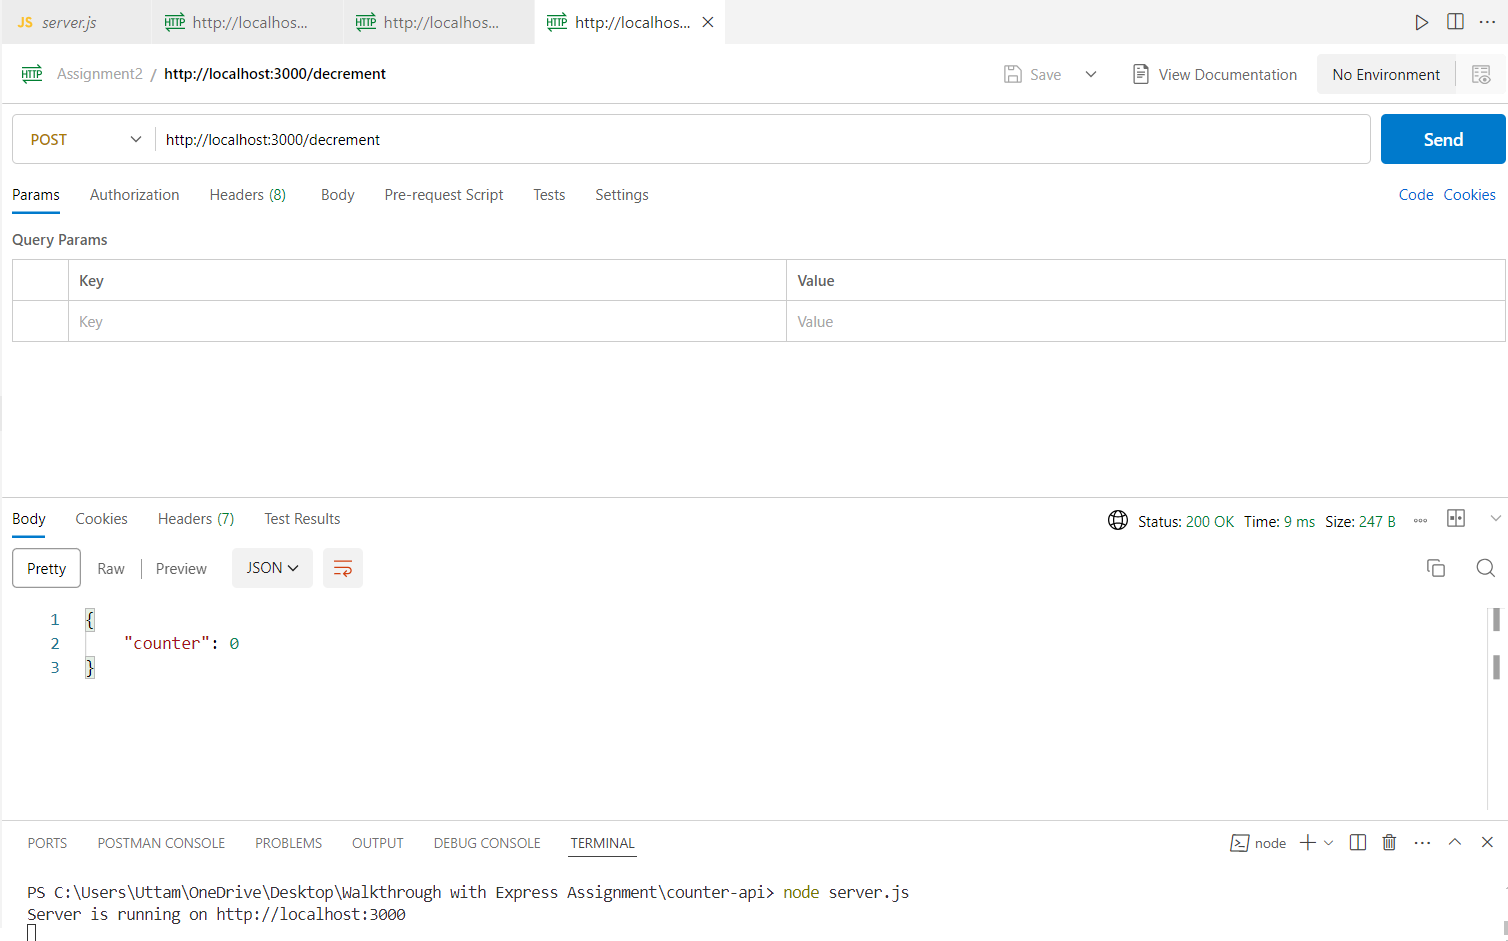 JS server.js HTTP http://localhos... HTTP http://localhos... HTTP http://localhos...
HTTP Assignment2 / http://localhost:3000/decrement Save View Documentation No Environment
POST http://localhost:3000/decrement Send
Params Authorization Headers (8) Body Pre-request Script Tests Settings Code Cookies
Query Params
Key Value
Key Value
Body Cookies Headers (7) Test Results Status: 200 OK Time: 9 ms Size: 247 B
Pretty Raw Preview JSON
1 {
2 "counter": 0
3 }
PORTS POSTMAN CONSOLE PROBLEMS OUTPUT DEBUG CONSOLE TERMINAL node
PS C:\Users\Uttam\OneDrive\Desktop\Walkthrough with Express Assignment\counter-api> node server.js
Server is running on http://localhost:3000